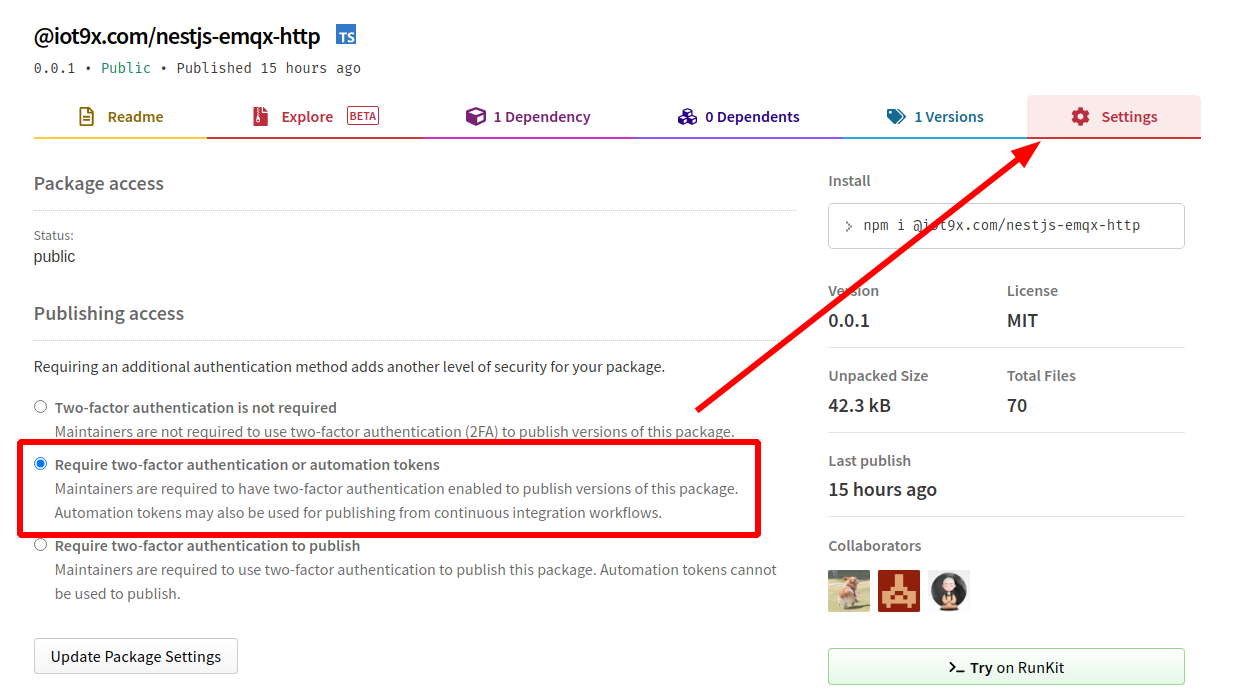 @iot9x.com/nestjs-emqx-http TS
0.0.1 • Public • Published 15 hours ago
Readme
Explore BETA
1 Dependency
0 Dependents
1 Versions
Settings
Package access
Status:
public
Publishing access
Requiring an additional authentication method adds another level of security for your package.
Two-factor authentication is not required
Maintainers are not required to use two-factor authentication (2FA) to publish versions of this package.
Require two-factor authentication or automation tokens
Maintainers are required to have two-factor authentication enabled to publish versions of this package.
Automation tokens may also be used for publishing from continuous integration workflows.
Require two-factor authentication to publish
Maintainers are required to use two-factor authentication to publish this package. Automation tokens cannot
be used to publish.
Update Package Settings
Install
npm i @iot9x.com/nestjs-emqx-http
Version
0.0.1
License
MIT
Unpacked Size
42.3 kB
Total Files
70
Last publish
15 hours ago
Collaborators
Try on RunKit